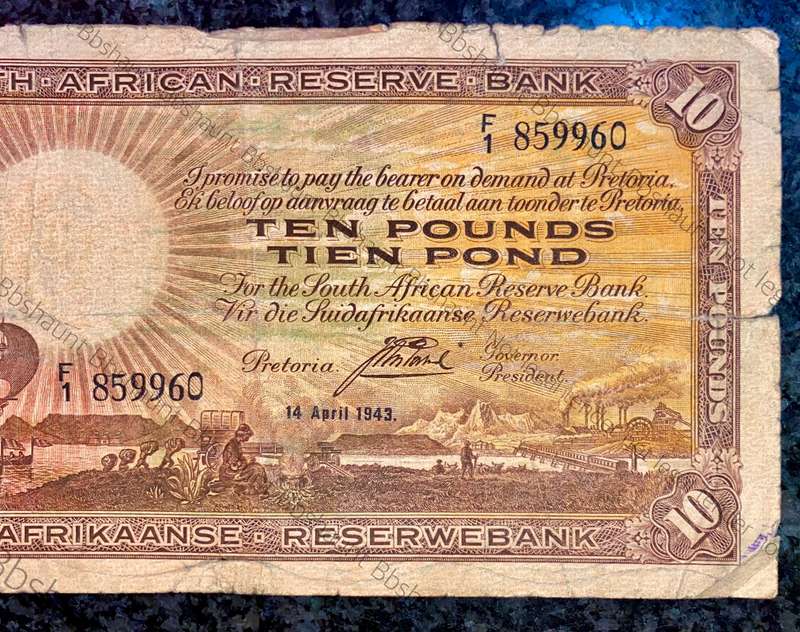 TH · AFRICAN · RESERVE · BANK
10
F/1 859960
I promise to pay the bearer on demand at Pretoria.
Ek beloof op aanvraag te betaal aan toonder te Pretoria.
TEN POUNDS
TIEN POND
For the South African Reserve Bank.
Vir die Suidafrikaanse Reserwebank.
Pretoria.
Governor.
President.
F/1 859960
14 April 1943.
TEN POUNDS
10
AFRIKAANSE · RESERWEBANK
Bbshaunt